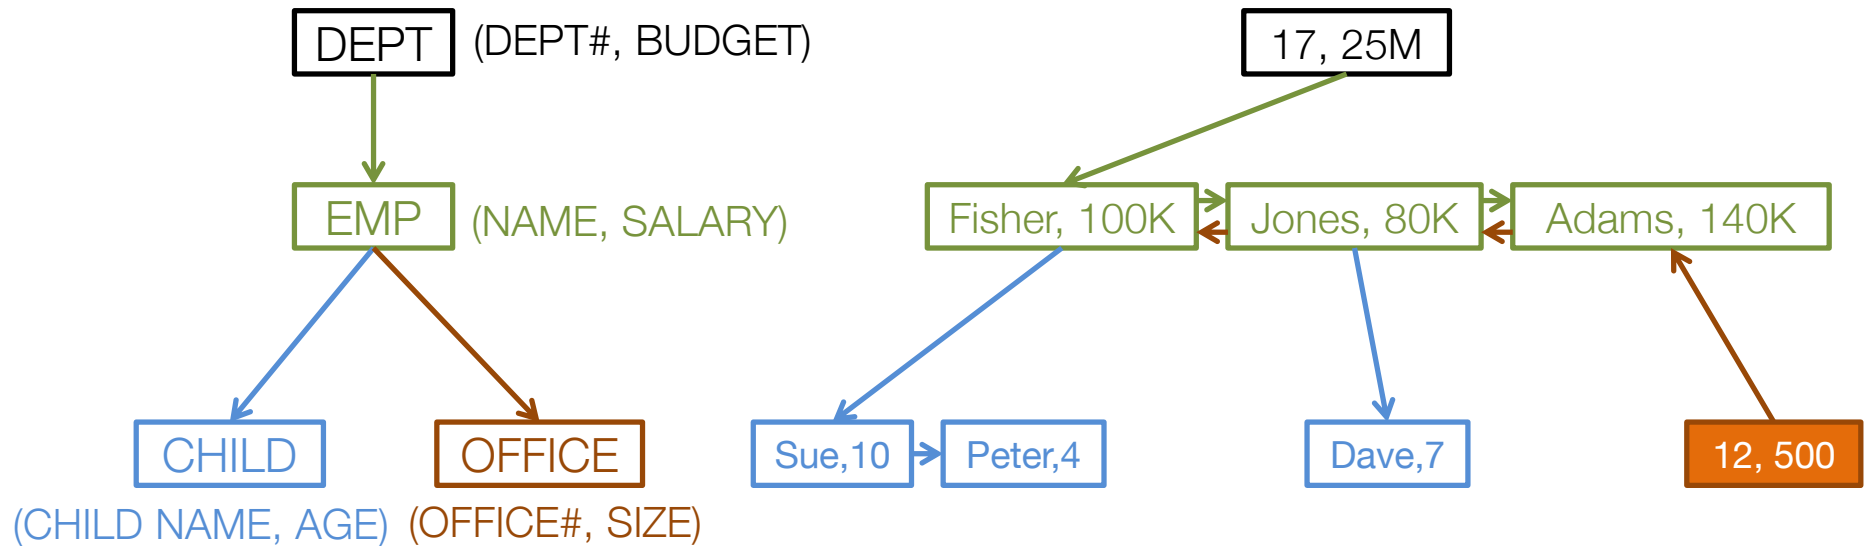 DEPT (DEPT#, BUDGET)
17, 25M
EMP (NAME, SALARY)
Fisher, 100K
Jones, 80K
Adams, 140K
CHILD
OFFICE
Sue,10
Peter,4
Dave,7
12, 500
(CHILD NAME, AGE)
(OFFICE#, SIZE)